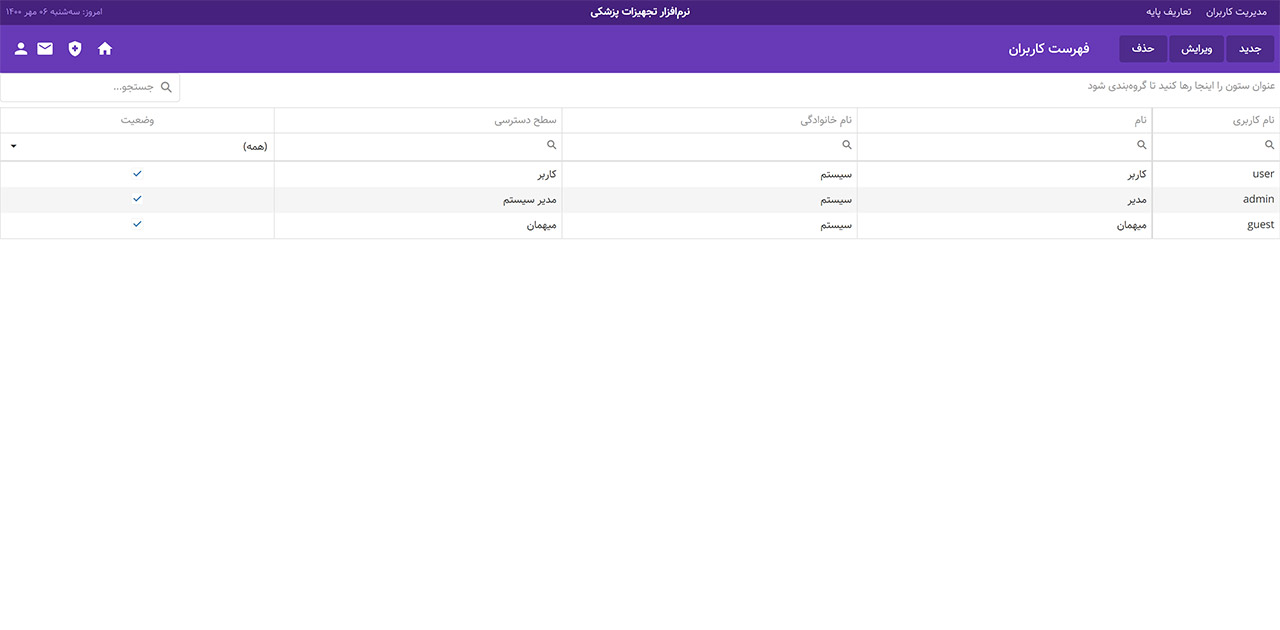 مدیریت کاربران تعاریف پایه نرم‌افزار تجهیزات پزشکی امروز: سه‌شنبه ۰۶ مهر ۱۴۰۰
جدید ویرایش حذف فهرست کاربران
عنوان ستون را اینجا رها کنید تا گروه‌بندی شود جستجو...
نام کاربری نام نام خانوادگی سطح دسترسی وضعیت
(همه)
user کاربر سیستم کاربر
admin مدیر سیستم مدیر سیستم
guest میهمان سیستم میهمان